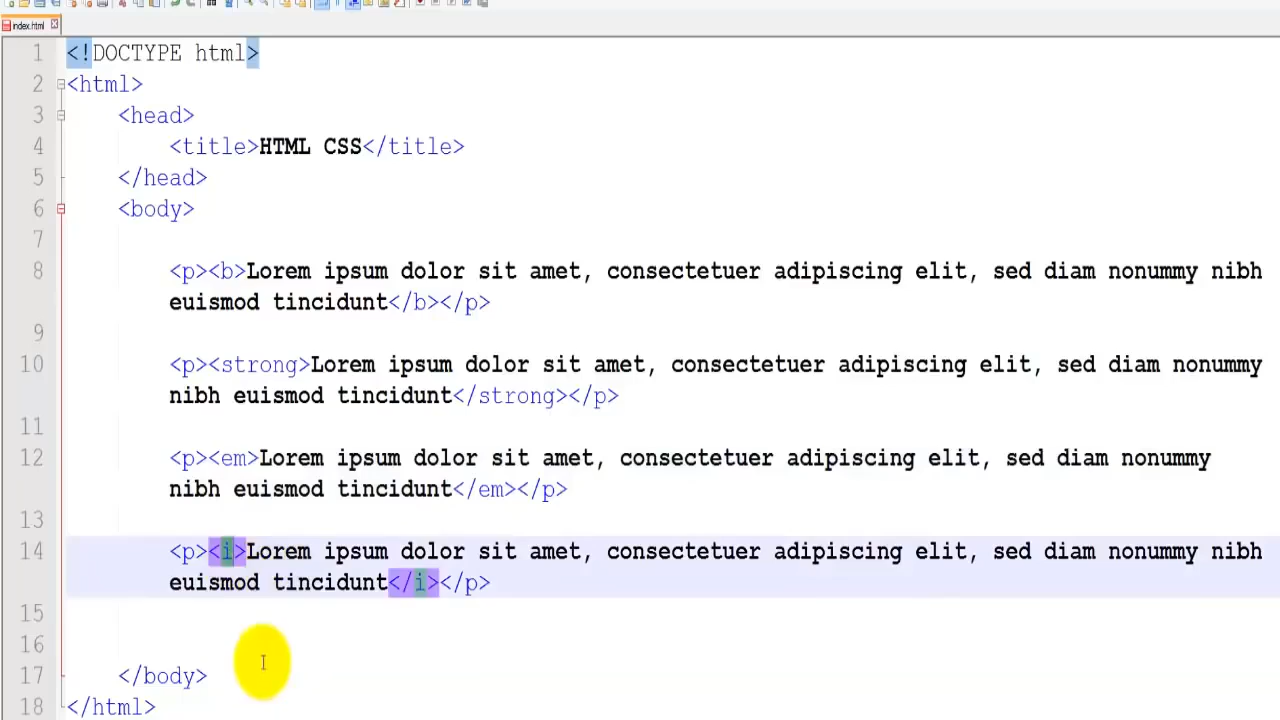 index.html
1 <!DOCTYPE html>
2 <html>
3 <head>
4 <title>HTML CSS</title>
5 </head>
6 <body>
7
8 <p><b>Lorem ipsum dolor sit amet, consectetuer adipiscing elit, sed diam nonummy nibh
euismod tincidunt</b></p>
9
10 <p><strong>Lorem ipsum dolor sit amet, consectetuer adipiscing elit, sed diam nonummy
nibh euismod tincidunt</strong></p>
11
12 <p><em>Lorem ipsum dolor sit amet, consectetuer adipiscing elit, sed diam nonummy
nibh euismod tincidunt</em></p>
13
14 <p><i>Lorem ipsum dolor sit amet, consectetuer adipiscing elit, sed diam nonummy nibh
euismod tincidunt</i></p>
15
16
17 </body>
18 </html>